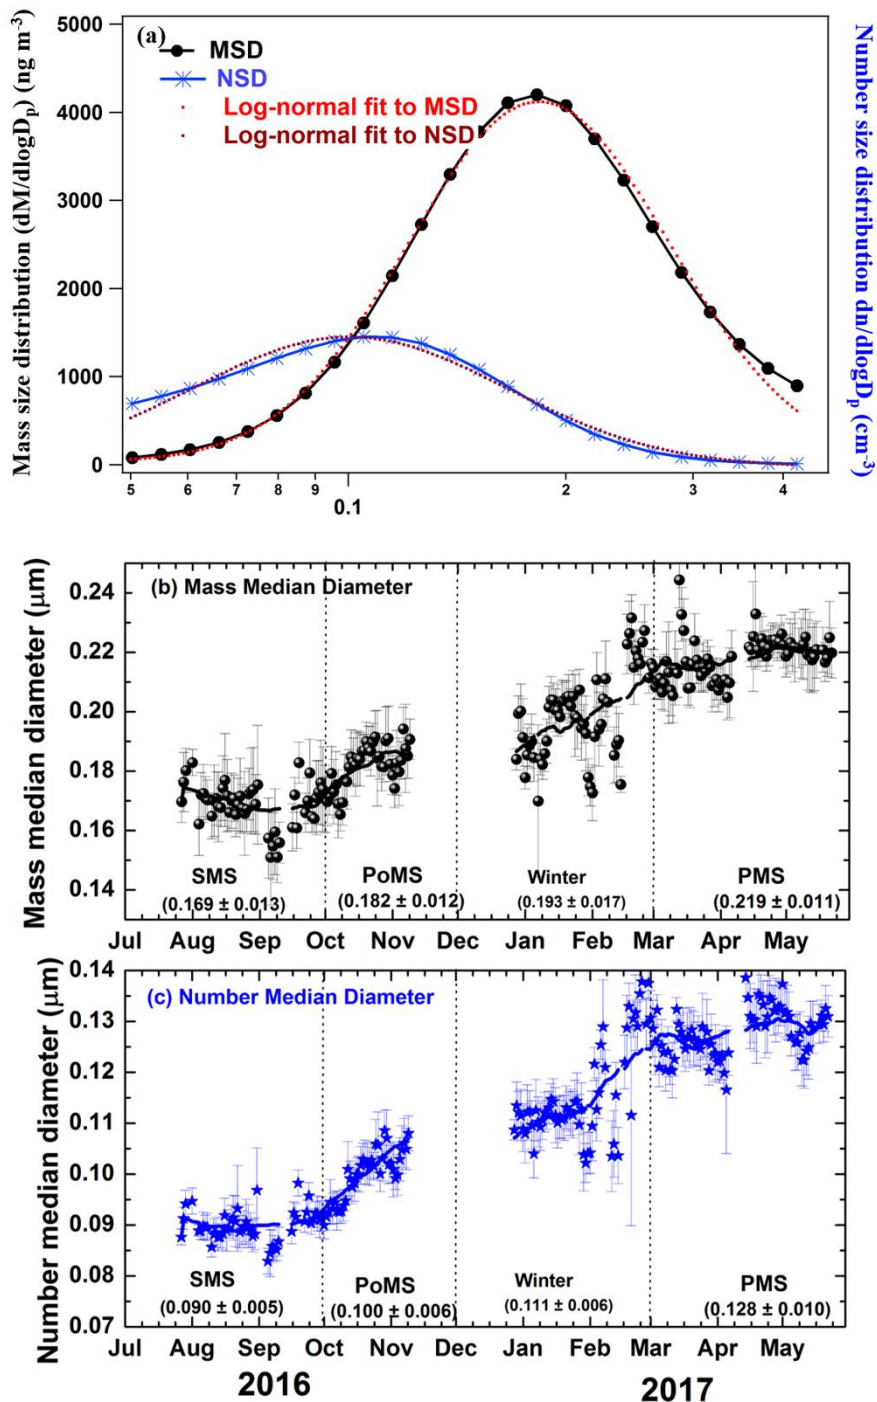 (a)
MSD
NSD
Log-normal fit to MSD
Log-normal fit to NSD
Mass size distribution (dM/dlogDp) (ng m-3)
Number size distribution dn/dlogDp (cm-3)
5000
4000
3000
2000
1000
0
5 6 7 8 9 0.1 2 3 4
(b) Mass Median Diameter
Mass median diameter (μm)
0.24
0.22
0.20
0.18
0.16
0.14
SMS PoMS Winter PMS
(0.169 ± 0.013) (0.182 ± 0.012) (0.193 ± 0.017) (0.219 ± 0.011)
Jul Aug Sep Oct Nov Dec Jan Feb Mar Apr May
(c) Number Median Diameter
Number median diameter (μm)
0.14
0.13
0.12
0.11
0.10
0.09
0.08
0.07
SMS PoMS Winter PMS
(0.090 ± 0.005) (0.100 ± 0.006) (0.111 ± 0.006) (0.128 ± 0.010)
Jul Aug Sep Oct Nov Dec Jan Feb Mar Apr May
2016 2017